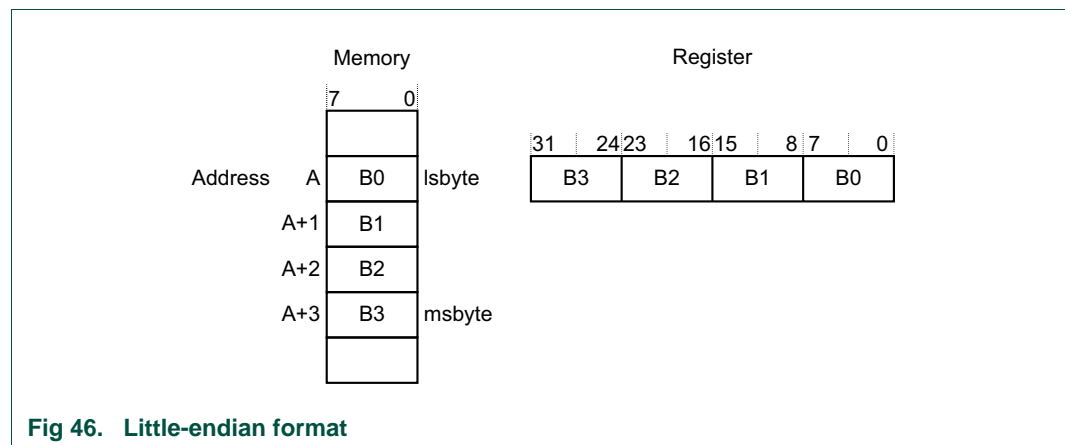 Memory
Register
7 0
31 24 23 16 15 8 7 0
Address A B0 lsbyte
B3 B2 B1 B0
A+1 B1
A+2 B2
A+3 B3 msbyte
Fig 46. Little-endian format